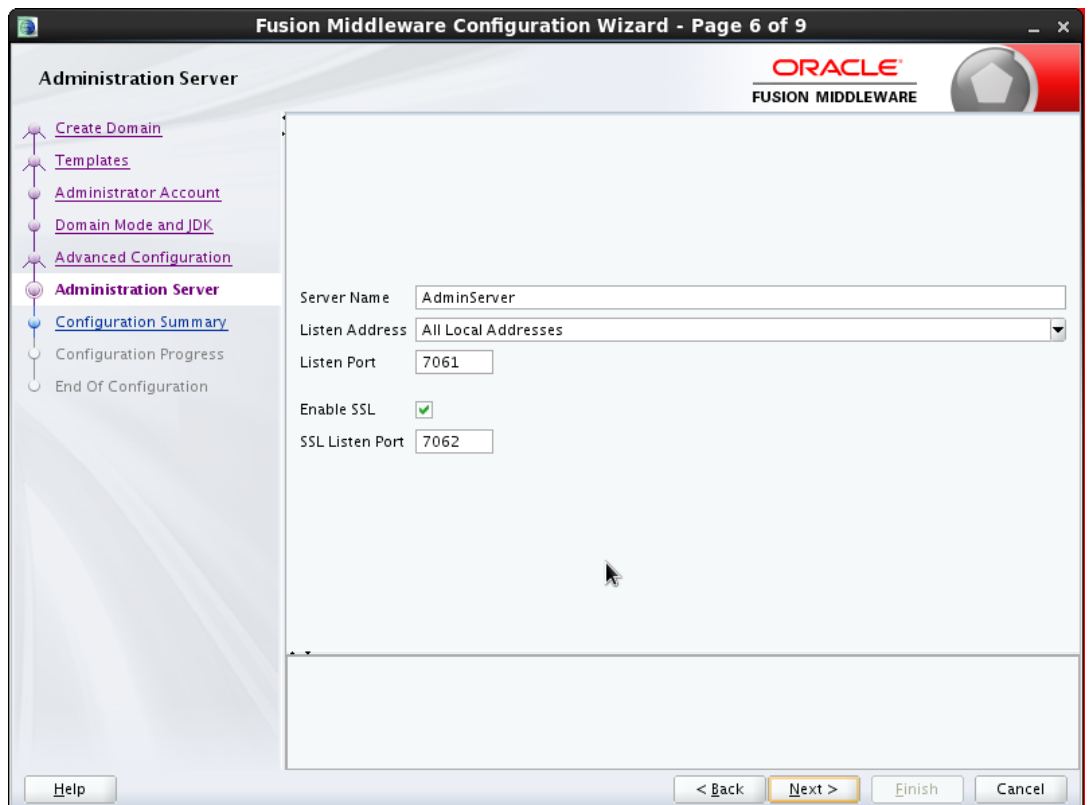 Fusion Middleware Configuration Wizard - Page 6 of 9
Administration Server
ORACLE®
FUSION MIDDLEWARE
Create Domain
Templates
Administrator Account
Domain Mode and JDK
Advanced Configuration
Administration Server
Configuration Summary
Configuration Progress
End Of Configuration
Server Name AdminServer
Listen Address All Local Addresses
Listen Port 7061
Enable SSL
SSL Listen Port 7062
Help < Back Next > Finish Cancel